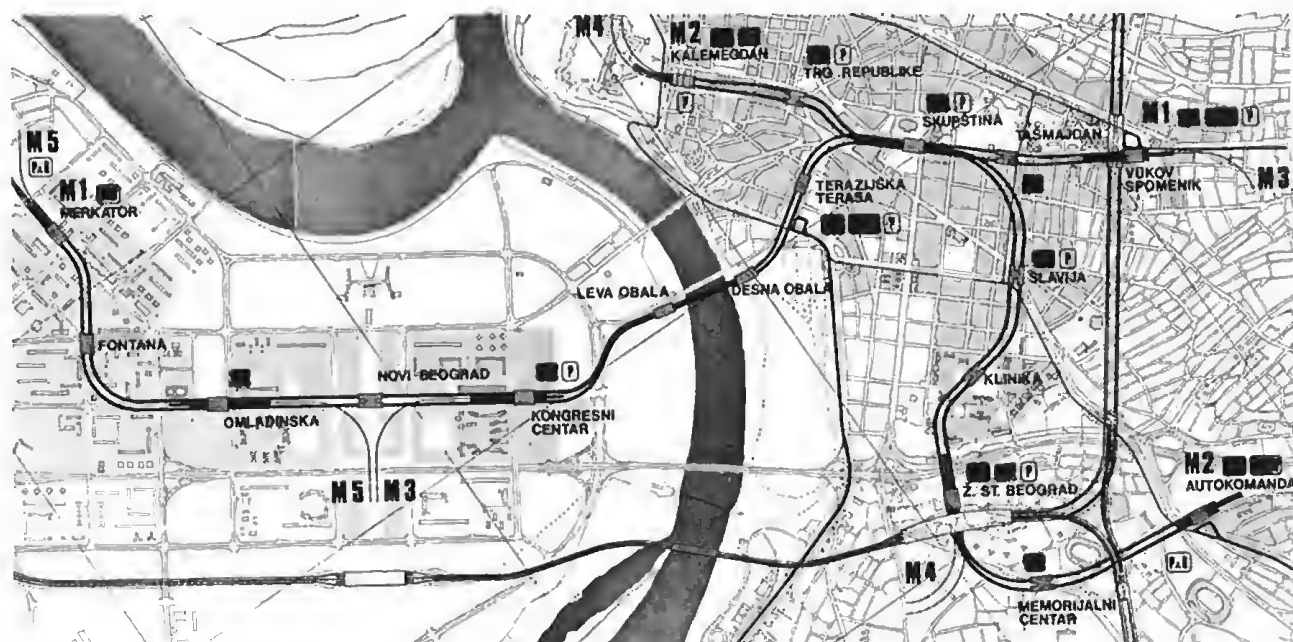 M4
M2
KALEMEGDAN
P
TRG REPUBLIKE
P
P
SKUPŠTINA
TAŠMAJDAN
M1
P
VUKOV
SPOMENIK
M3
M5
P+R
M1
MERKATOR
TERAZIJSKA
TERASA
P
P
SLAVIJA
LEVA OBALA
DESNA OBALA
FONTANA
NOVI BEOGRAD
P
KLINIKA
OMLADINSKA
KONGRESNI
CENTAR
M5
M3
P
Ž. ST. BEOGRAD
M2
AUTOKOMANDA
P+R
M4
MEMORIJALNI
CENTAR